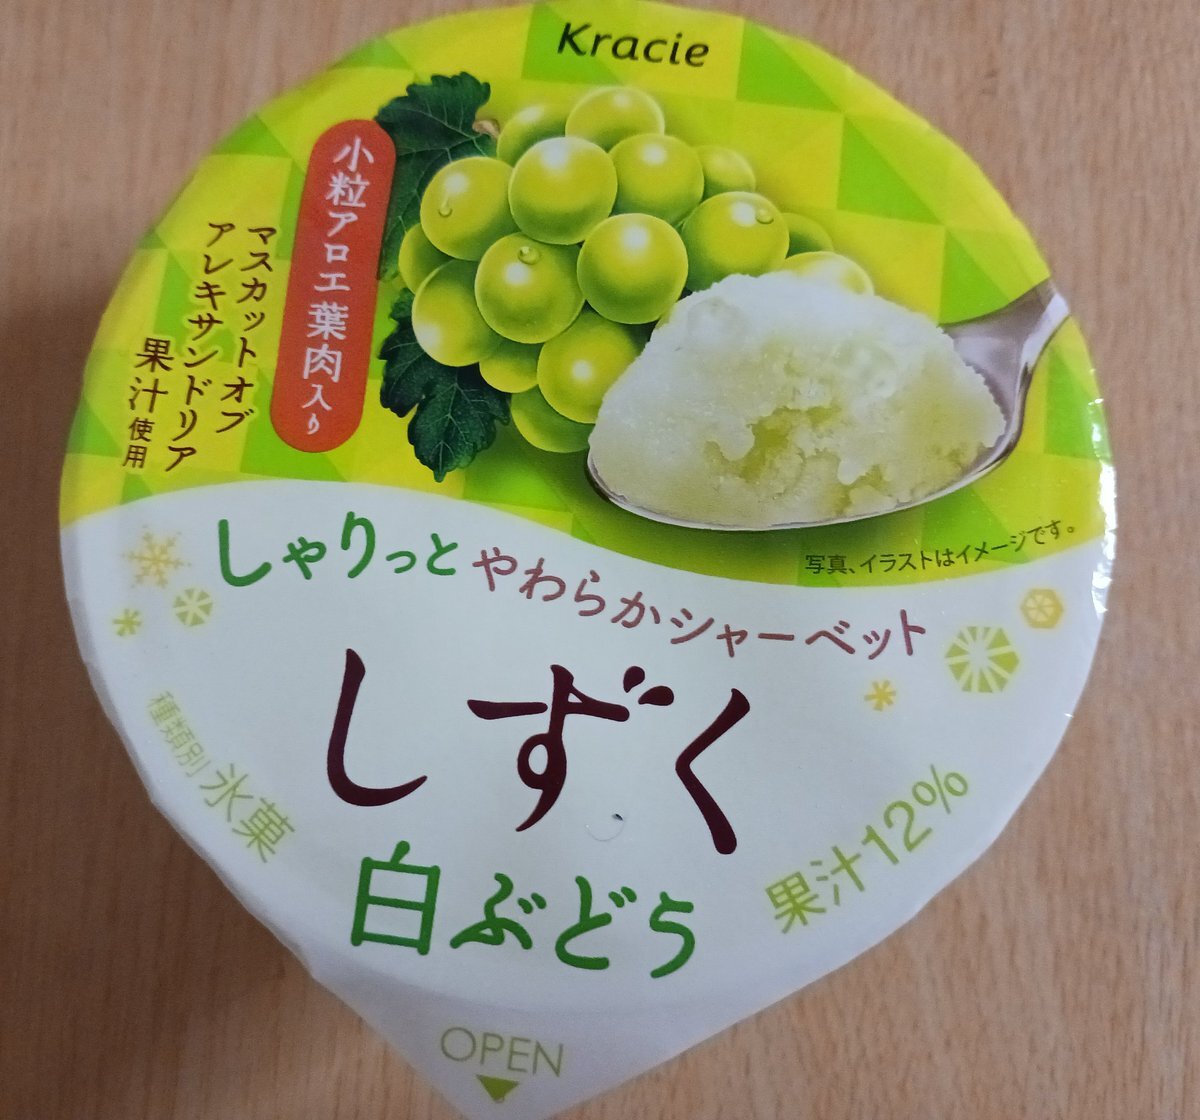 Kracie
小粒アロエ葉肉入り
マスカットオブ
アレキサンドリア
果汁使用
写真、イラストはイメージです。
しゃりっとやわらかシャーベット
しずく
白ぶどう
種類別 氷菓
果汁12%
OPEN